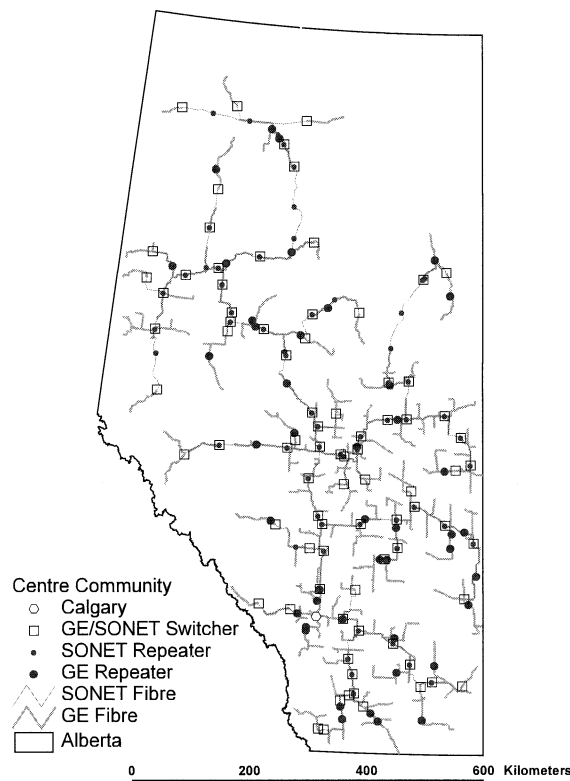 Centre Community
Calgary
GE/SONET Switcher
SONET Repeater
GE Repeater
SONET Fibre
GE Fibre
Alberta
0 200 400 600 Kilometers